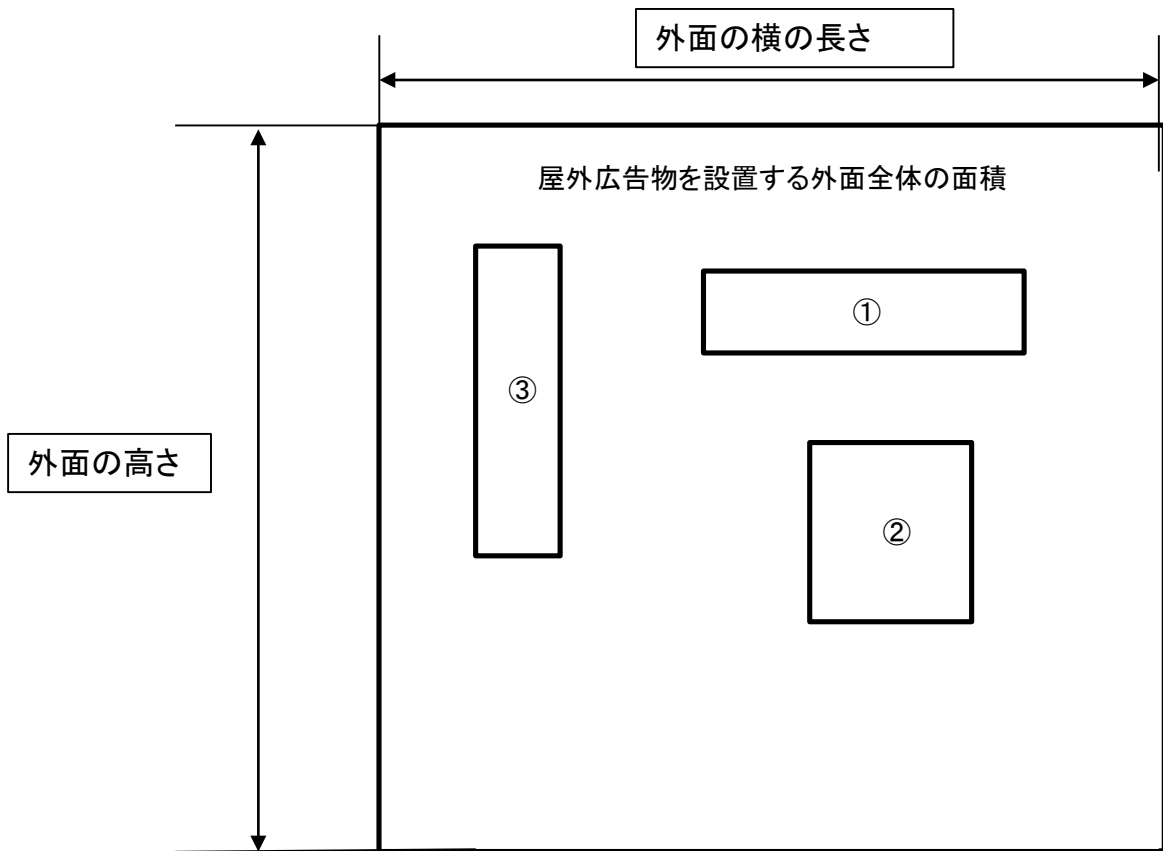 外面の横の長さ
屋外広告物を設置する外面全体の面積
①
③
外面の高さ
②